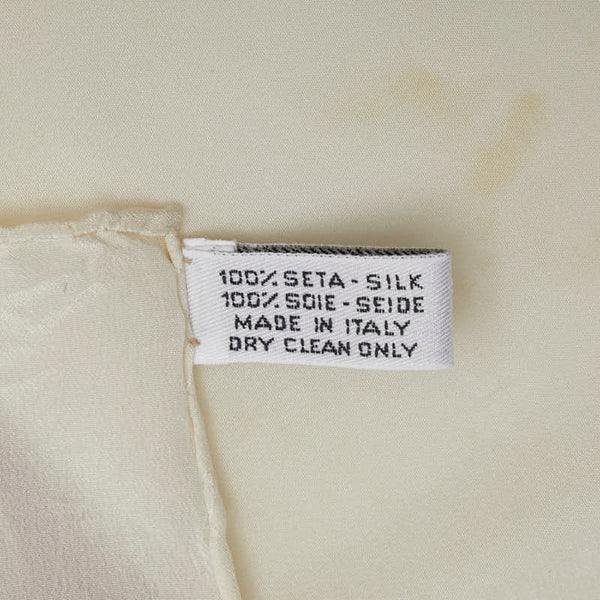 100% SETA - SILK
100% SOIE - SEIDE
MADE IN ITALY
DRY CLEAN ONLY